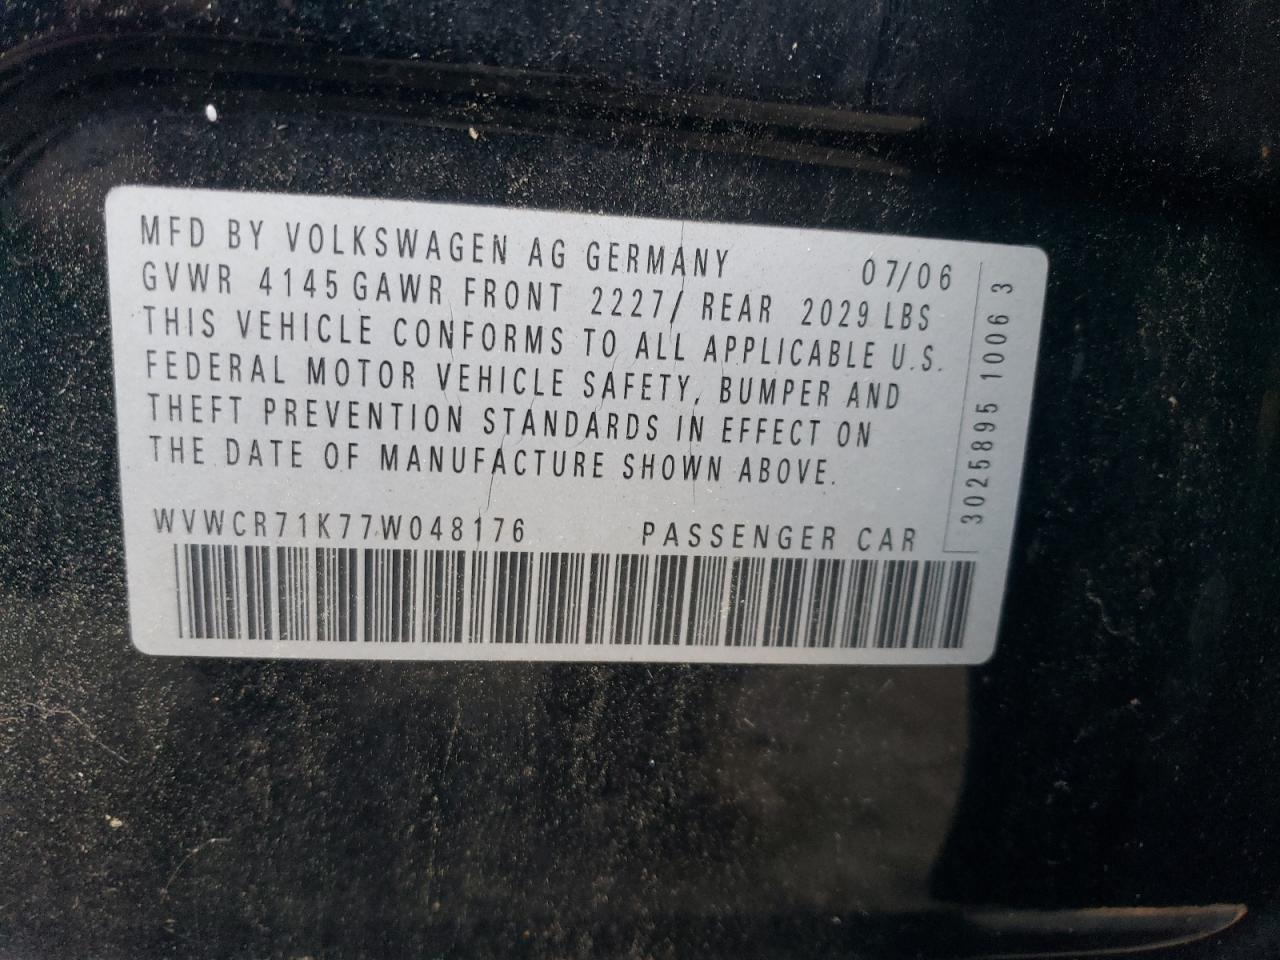 MFD BY VOLKSWAGEN AG GERMANY 07/06
GVWR 4145 GAWR FRONT 2227/ REAR 2029 LBS
THIS VEHICLE CONFORMS TO ALL APPLICABLE U.S.
FEDERAL MOTOR VEHICLE SAFETY, BUMPER AND
THEFT PREVENTION STANDARDS IN EFFECT ON
THE DATE OF MANUFACTURE SHOWN ABOVE.
WVWCR71K77W048176 PASSENGER CAR
3025895 1006 3